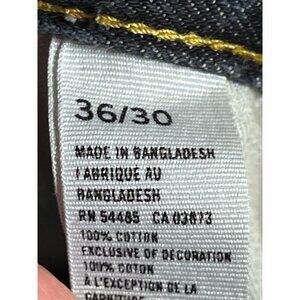 36/30
MADE IN BANGLADESH
FABRIQUE AU
BANGLADESH
RN 54485 CA 03873
100% COTTON
EXCLUSIVE OF DECORATION
100% COTON
A L'EXCEPTION DE LA